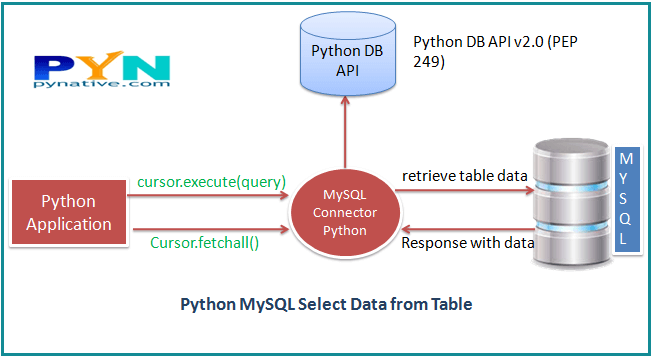 PYN
pynative.com
Python DB
API
Python DB API v2.0 (PEP
249)
Python
Application
cursor.execute(query)
Cursor.fetchall()
MySQL
Connector
Python
retrieve table data
Response with data
M
Y
S
Q
L
Python MySQL Select Data from Table